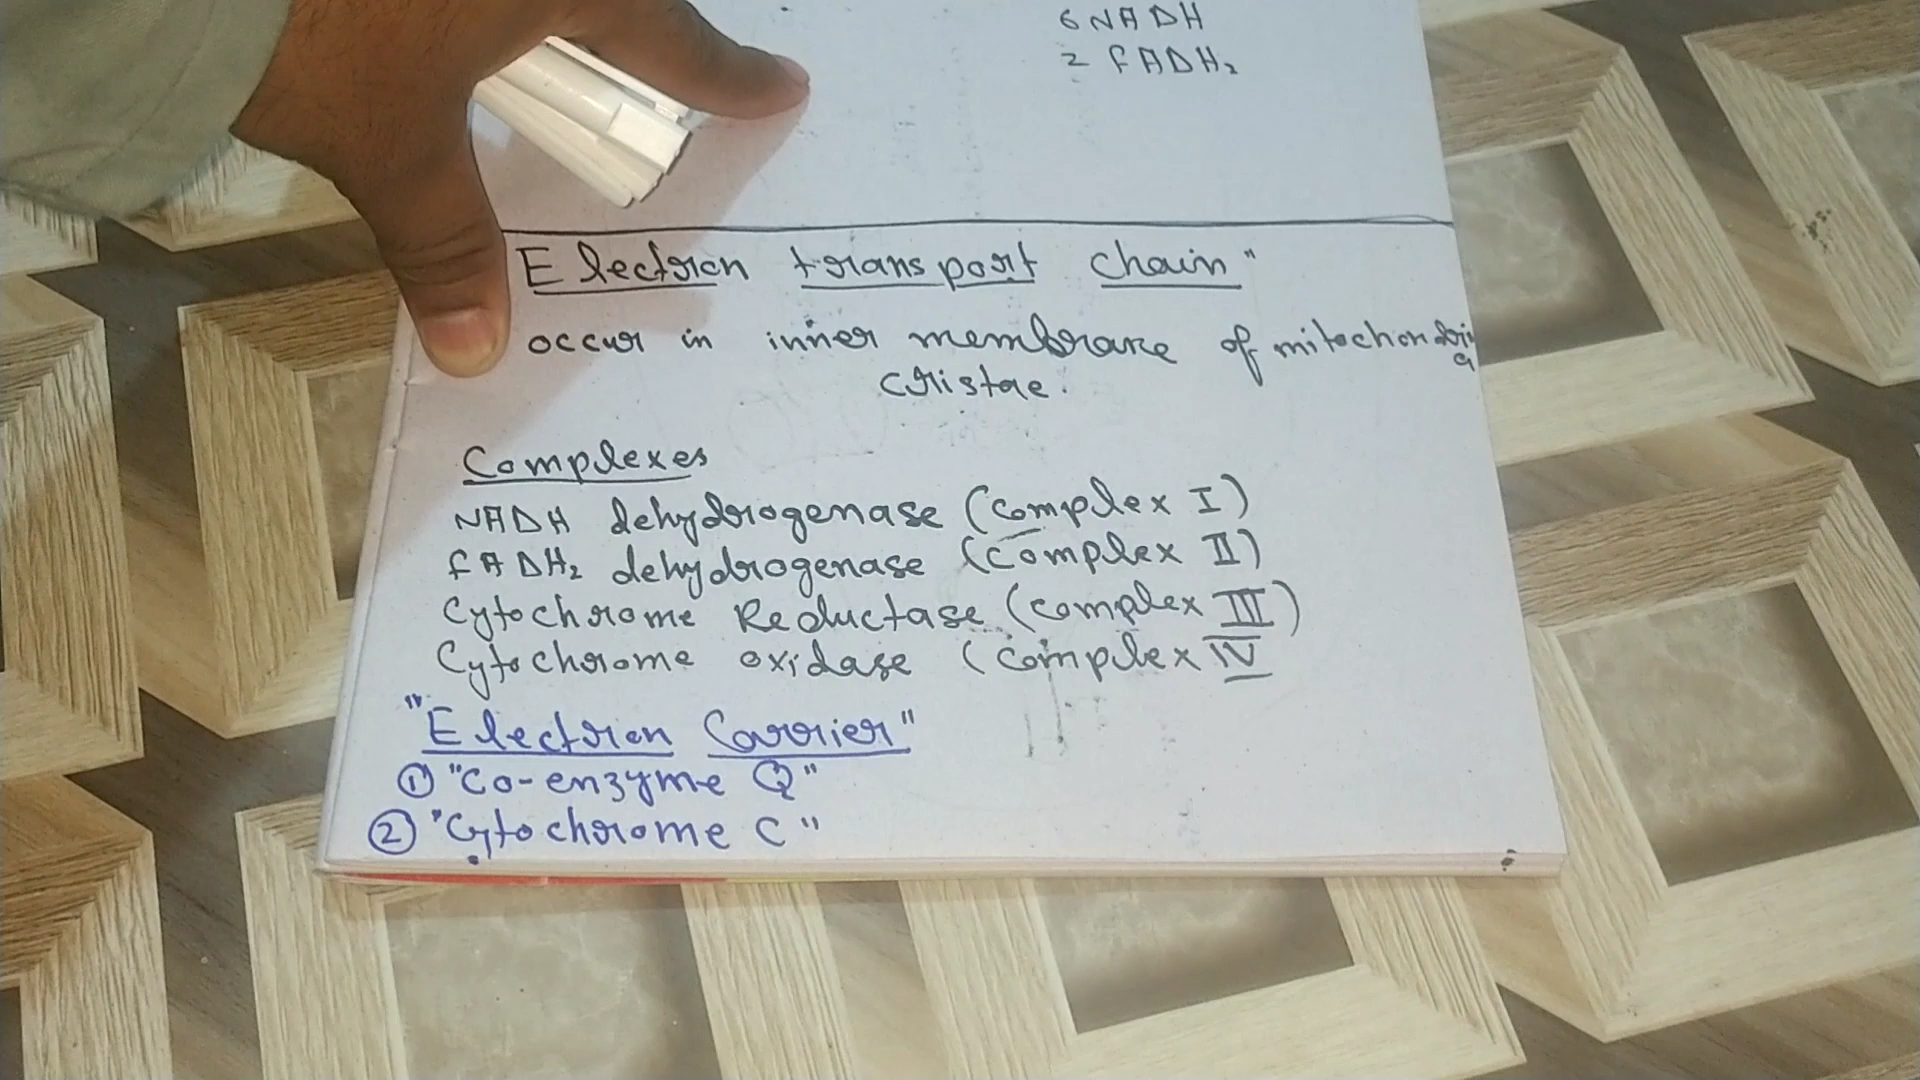 6 NADH
2 FADH₂
Electron transport chain"
occur in inner membrane of mitochondria
cristae.
Complexes
NADH dehydrogenase (complex I)
FADH₂ dehydrogenase (complex II)
Cytochrome Reductase (complex III)
Cytochrome oxidase (complex IV
"Electron Carrier"
① "Co-enzyme Q"
② "Cytochrome C"